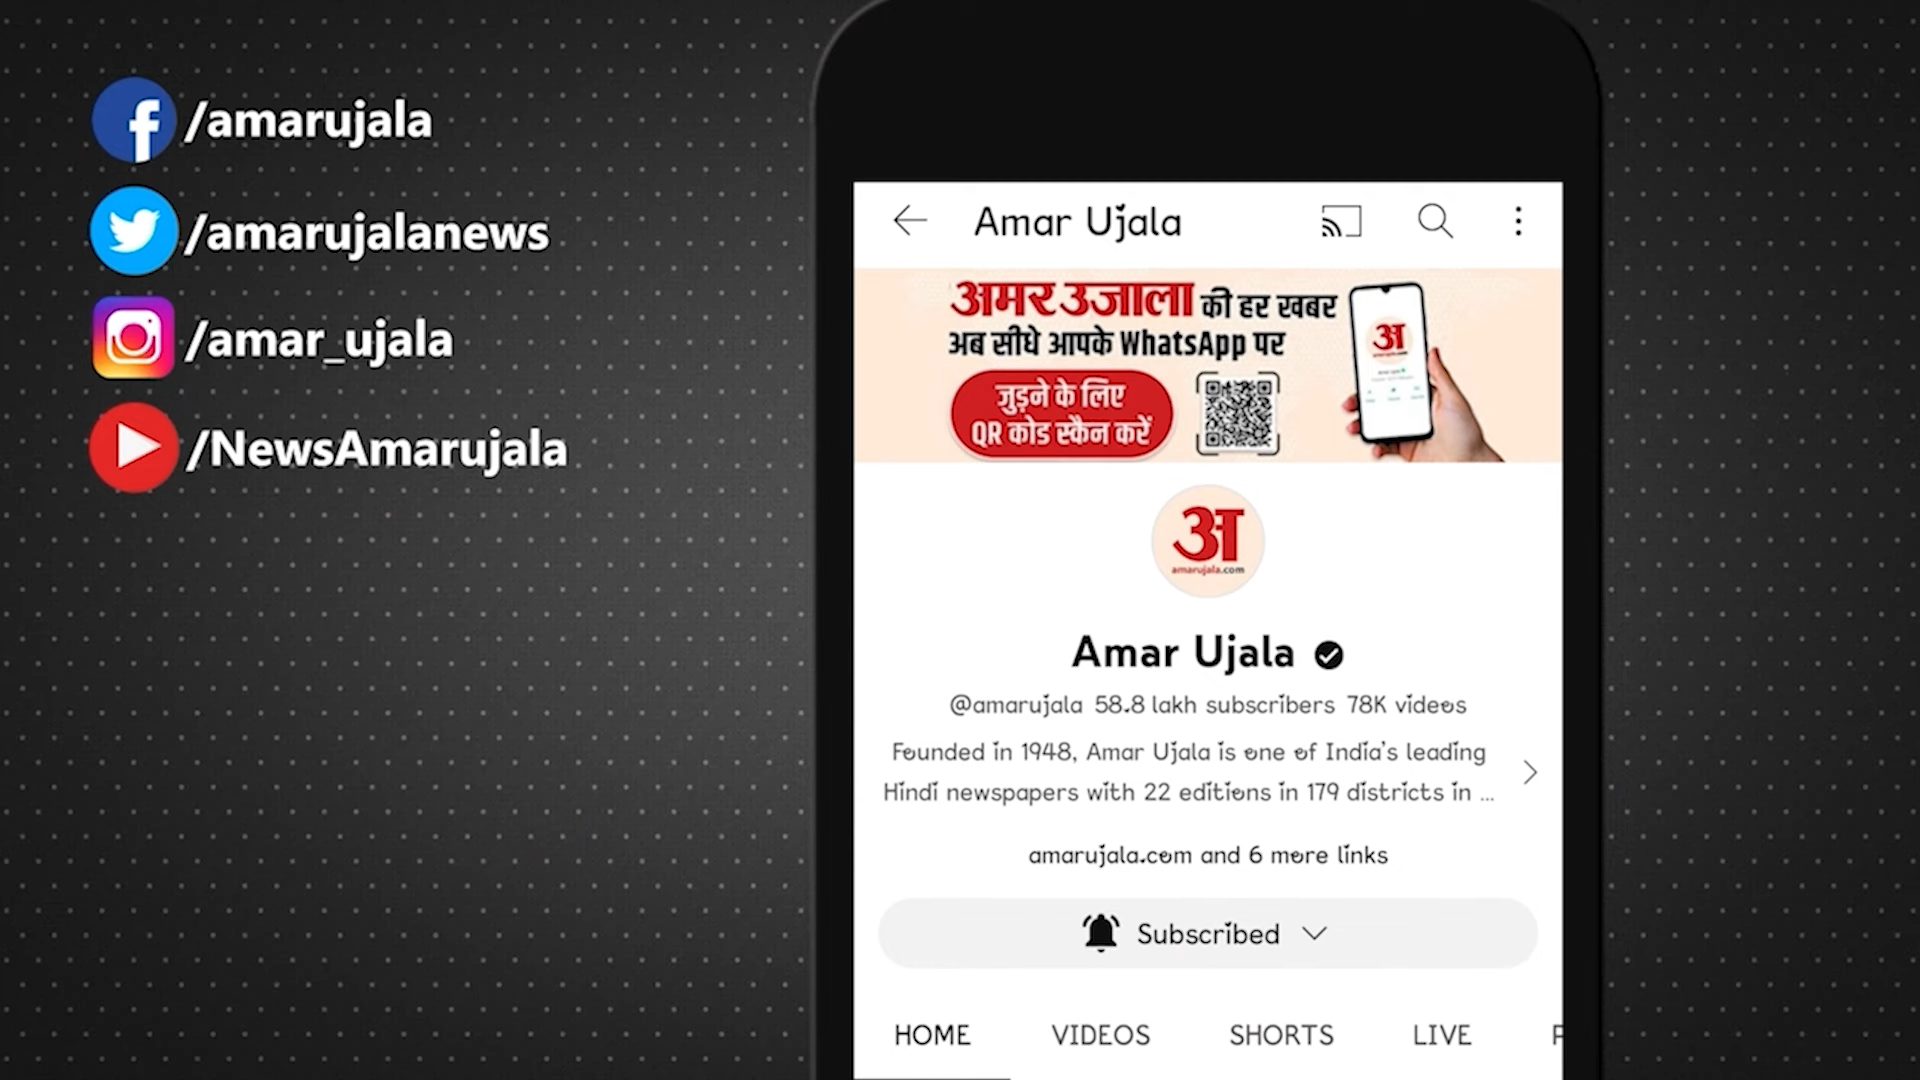 /amarujala
/amarujalanews
/amar_ujala
/NewsAmarujala
Amar Ujala
अमर उजाला की हर खबर
अब सीधे आपके WhatsApp पर
जुड़ने के लिए
QR कोड स्कैन करें
अ
अ
amarujala.com
Amar Ujala
@amarujala 58.8 lakh subscribers 78K videos
Founded in 1948, Amar Ujala is one of India's leading
Hindi newspapers with 22 editions in 179 districts in ...
amarujala.com and 6 more links
Subscribed
HOME VIDEOS SHORTS LIVE